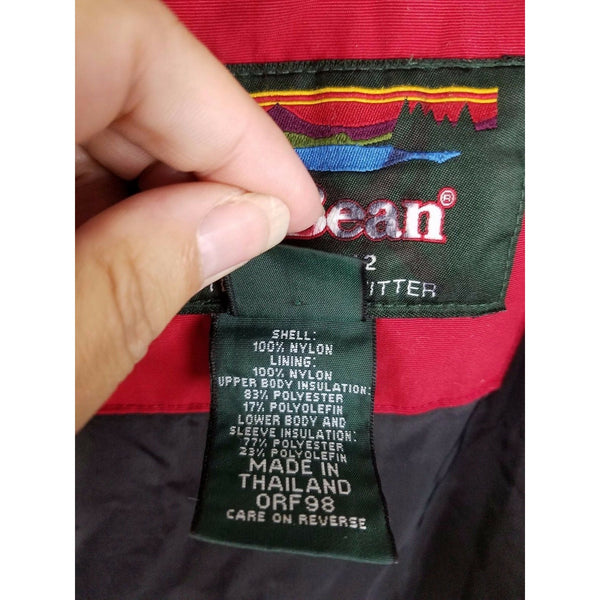 Bean®
2
ITTER
SHELL:
100% NYLON
LINING:
100% NYLON
UPPER BODY INSULATION:
83% POLYESTER
17% POLYOLEFIN
LOWER BODY AND
SLEEVE INSULATION:
77% POLYESTER
23% POLYOLEFIN
MADE IN
THAILAND
ORF98
CARE ON REVERSE